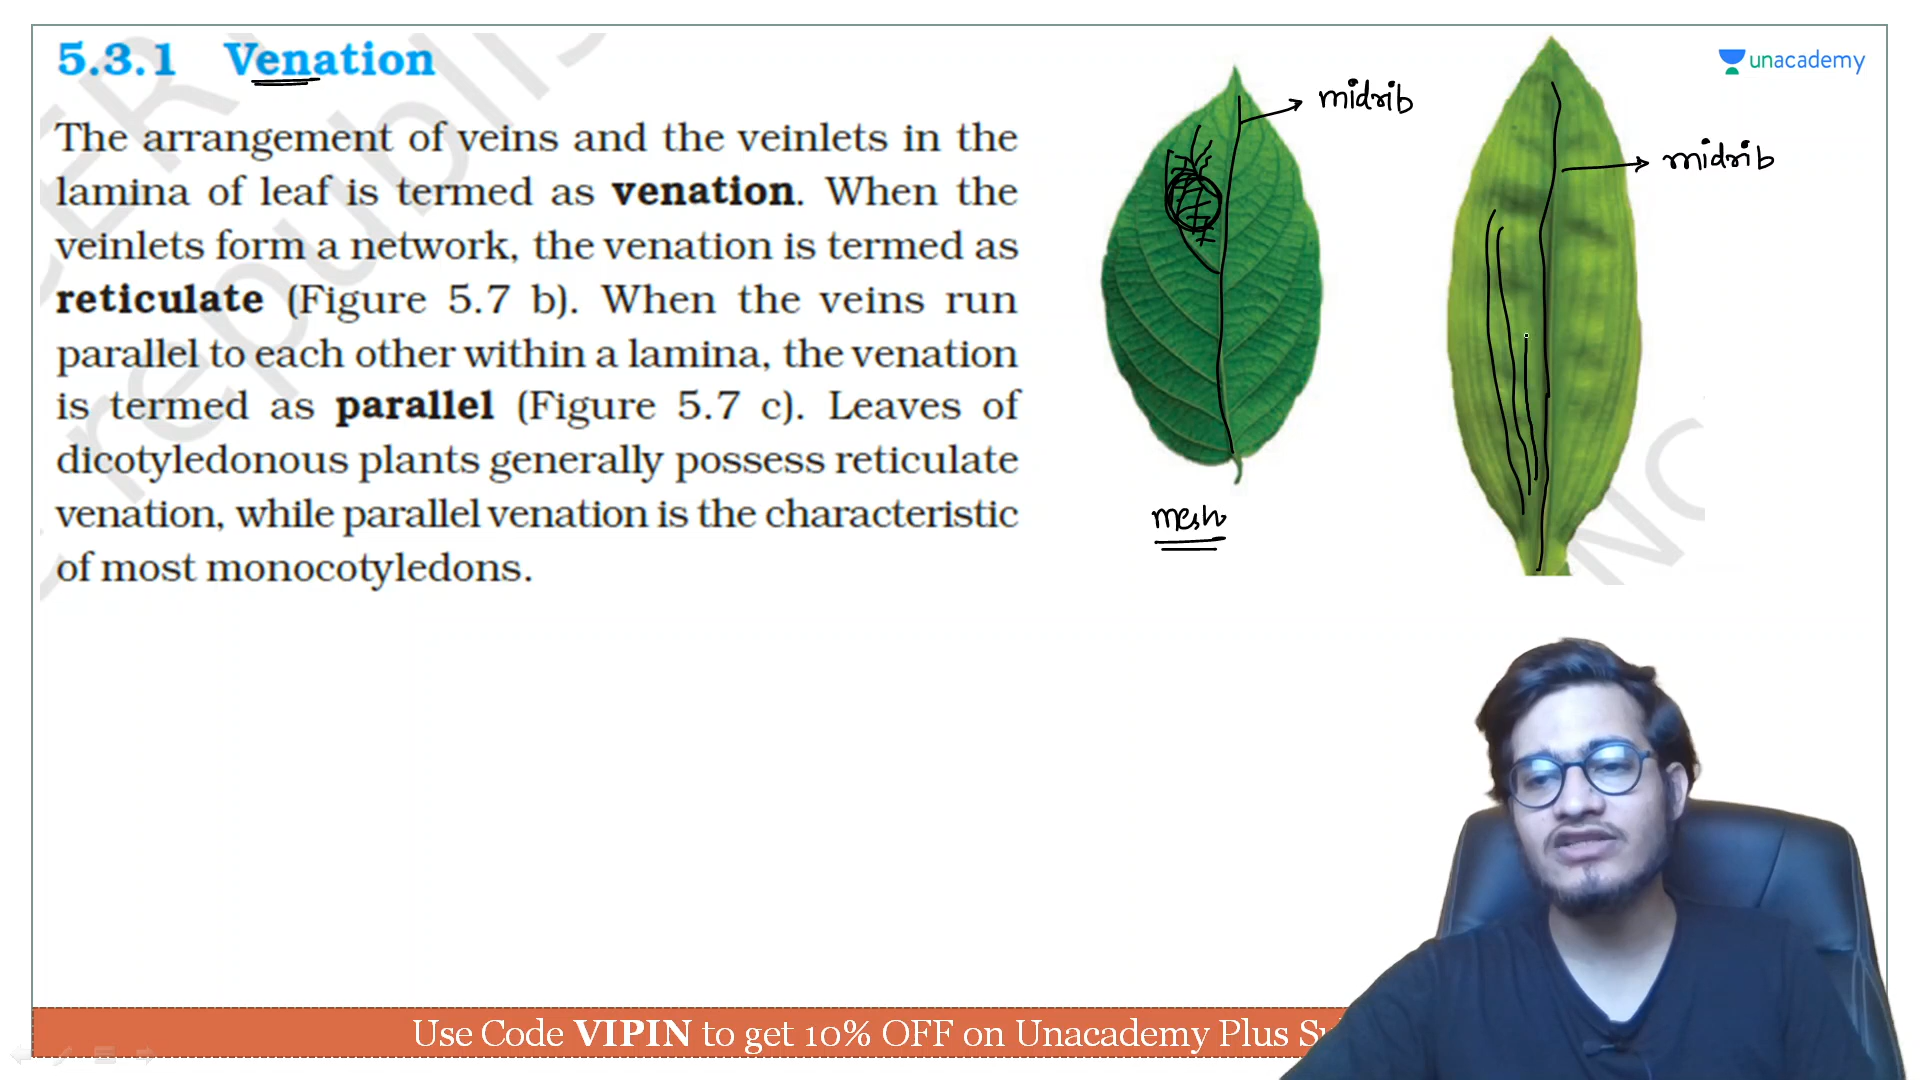 5.3.1 Venation
unacademy
midrib
midrib
The arrangement of veins and the veinlets in the
lamina of leaf is termed as venation. When the
veinlets form a network, the venation is termed as
reticulate (Figure 5.7 b). When the veins run
parallel to each other within a lamina, the venation
is termed as parallel (Figure 5.7 c). Leaves of
dicotyledonous plants generally possess reticulate
venation, while parallel venation is the characteristic
of most monocotyledons.
mesh
Use Code VIPIN to get 10% OFF on Unacademy Plus